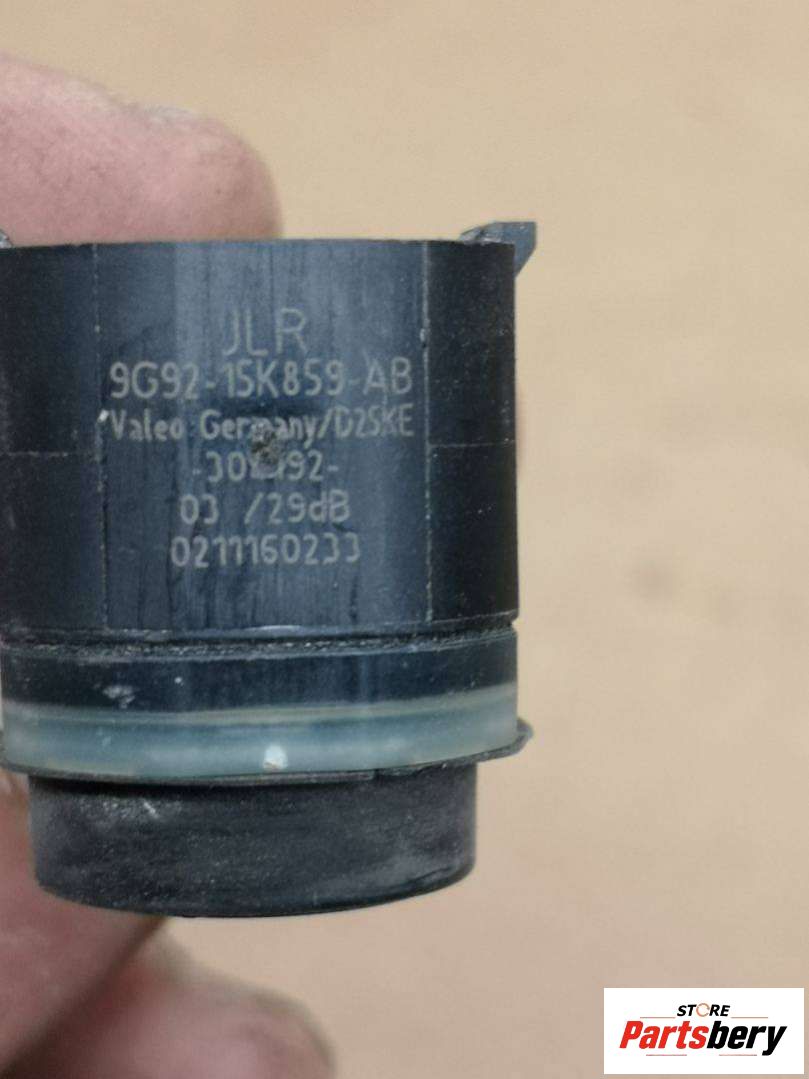 JLR
9G92-15K859-AB
Valeo Germany/D2SKE
03 /29dB
0211160233
STORE
Partsbery